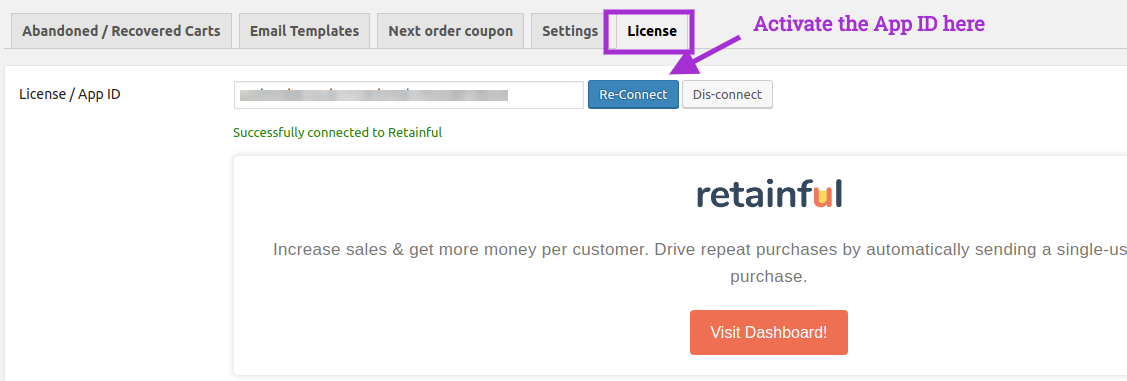 Abandoned / Recovered Carts Email Templates Next order coupon Settings License Activate the App ID here
License / App ID Re-Connect Dis-connect
Successfully connected to Retainful
retainful
Increase sales & get more money per customer. Drive repeat purchases by automatically sending a single-us
purchase.
Visit Dashboard!